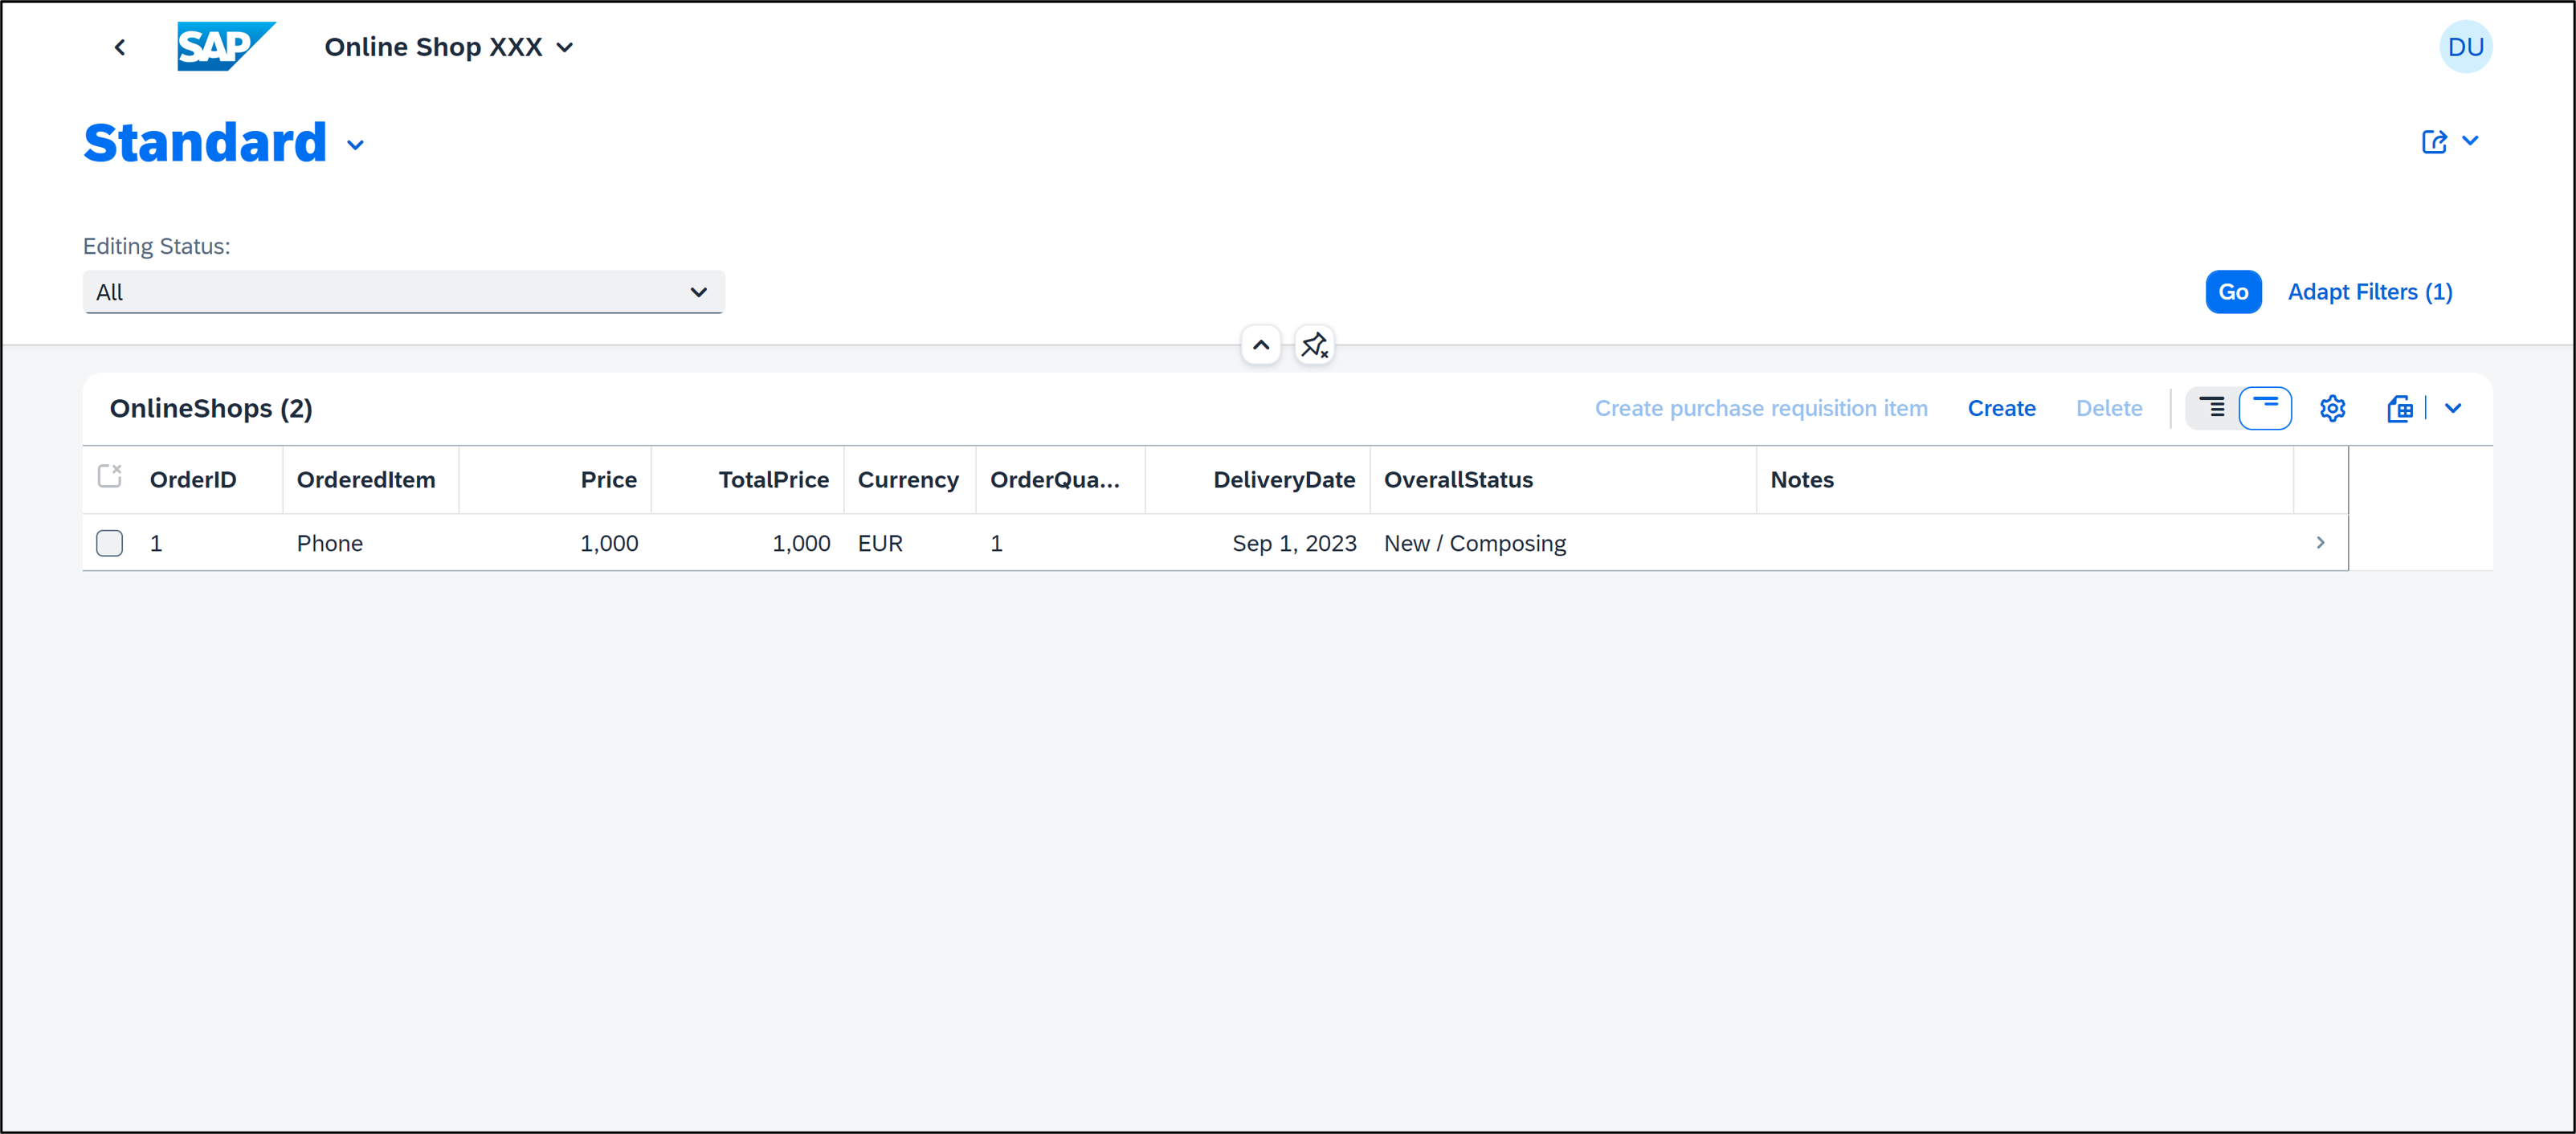 SAP Online Shop XXX DU
Standard
Editing Status:
All Go Adapt Filters (1)
OnlineShops (2) Create purchase requisition item Create Delete
OrderID OrderedItem Price TotalPrice Currency OrderQua... DeliveryDate OverallStatus Notes
1 Phone 1,000 1,000 EUR 1 Sep 1, 2023 New / Composing